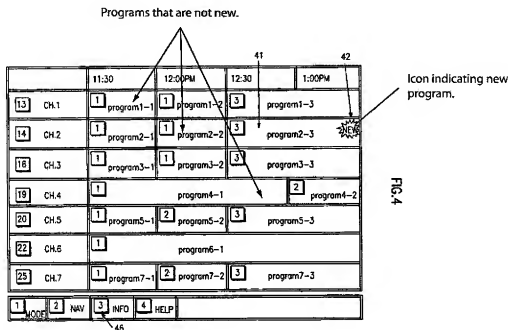 Programs that are not new.
41
42
11:30 12:00PM 12:30 1:00PM
Icon indicating new program.
13 CH.1 1 program1-1 1 program1-2 3 program1-3
14 CH.2 1 program2-1 1 program2-2 3 program2-3 NEW
16 CH.3 1 program3-1 1 program3-2 3 program3-3
19 CH.4 1 program4-1 2 program4-2
20 CH.5 1 program5-1 2 program5-2 3 program5-3
22 CH.6 1 program6-1
25 CH.7 1 program7-1 2 program7-2 3 program7-3
1 MODE 2 NAV 3 INFO 4 HELP
46
FIG.4